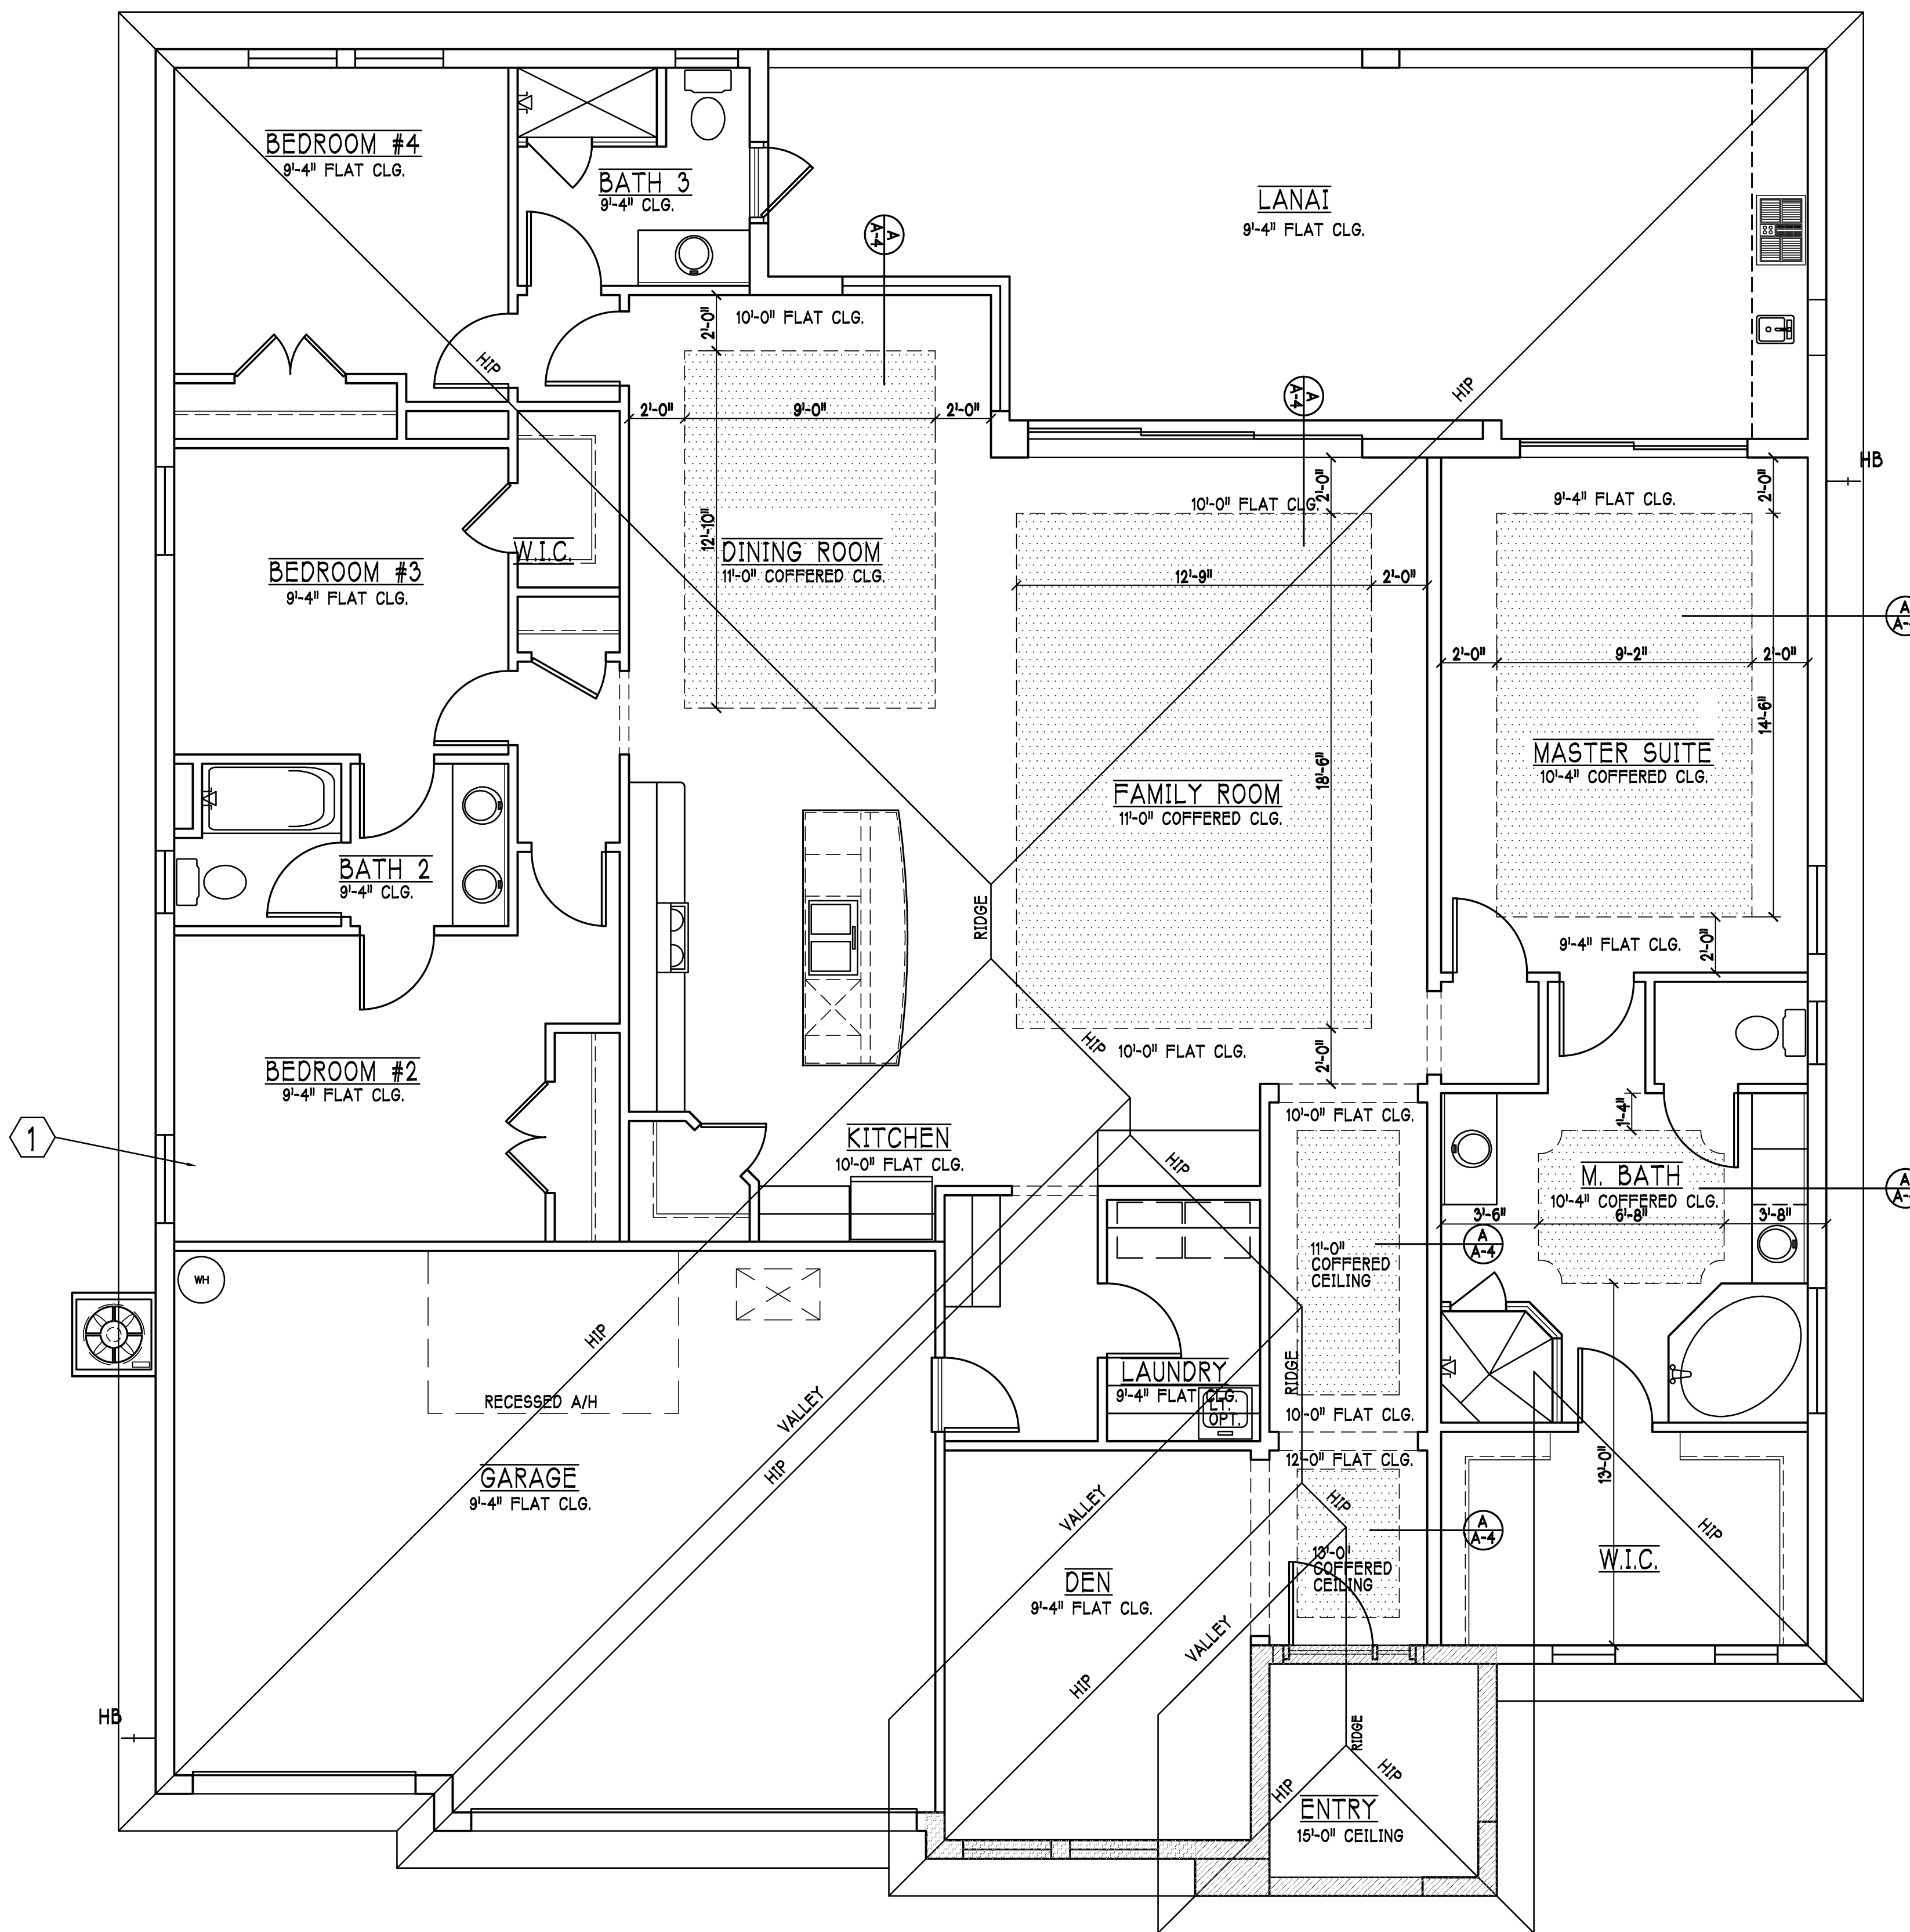 BEDROOM #4
9'-4" FLAT CLG.
BATH 3
9'-4" CLG.
LANAI
9'-4" FLAT CLG.
A
A-4
2'-0"
10'-0" FLAT CLG.
HIP
HIP
A
A-4
2'-0"
9'-0"
2'-0"
HB
2'-0"
2'-0"
10'-0" FLAT CLG.
9'-4" FLAT CLG.
12'-10"
W.I.C.
DINING ROOM
11'-0" COFFERED CLG.
BEDROOM #3
9'-4" FLAT CLG.
12'-9"
2'-0"
A
2'-0"
9'-2"
2'-0"
14'-6"
MASTER SUITE
10'-4" COFFERED CLG.
18'-6"
FAMILY ROOM
11'-0" COFFERED CLG.
BATH 2
9'-4" CLG.
RIDGE
9'-4" FLAT CLG.
2'-0"
HIP
10'-0" FLAT CLG.
2'-0"
BEDROOM #2
9'-4" FLAT CLG.
10'-0" FLAT CLG.
1'-4"
1
KITCHEN
10'-0" FLAT CLG.
HIP
M. BATH
10'-4" COFFERED CLG.
A
3'-6"
6'-8"
3'-8"
11'-0"
COFFERED
CEILING
A
A-4
WH
HIP
RIDGE
LAUNDRY
9'-4" FLAT CLG.
L.T.
OPT.
RECESSED A/H
VALLEY
10'-0" FLAT CLG.
HIP
12'-0" FLAT CLG.
13'-0"
GARAGE
9'-4" FLAT CLG.
VALLEY
HIP
A
A-4
HIP
13'-0"
COFFERED
CEILING
W.I.C.
DEN
9'-4" FLAT CLG.
VALLEY
HIP
HB
RIDGE
HIP
HIP
ENTRY
15'-0" CEILING